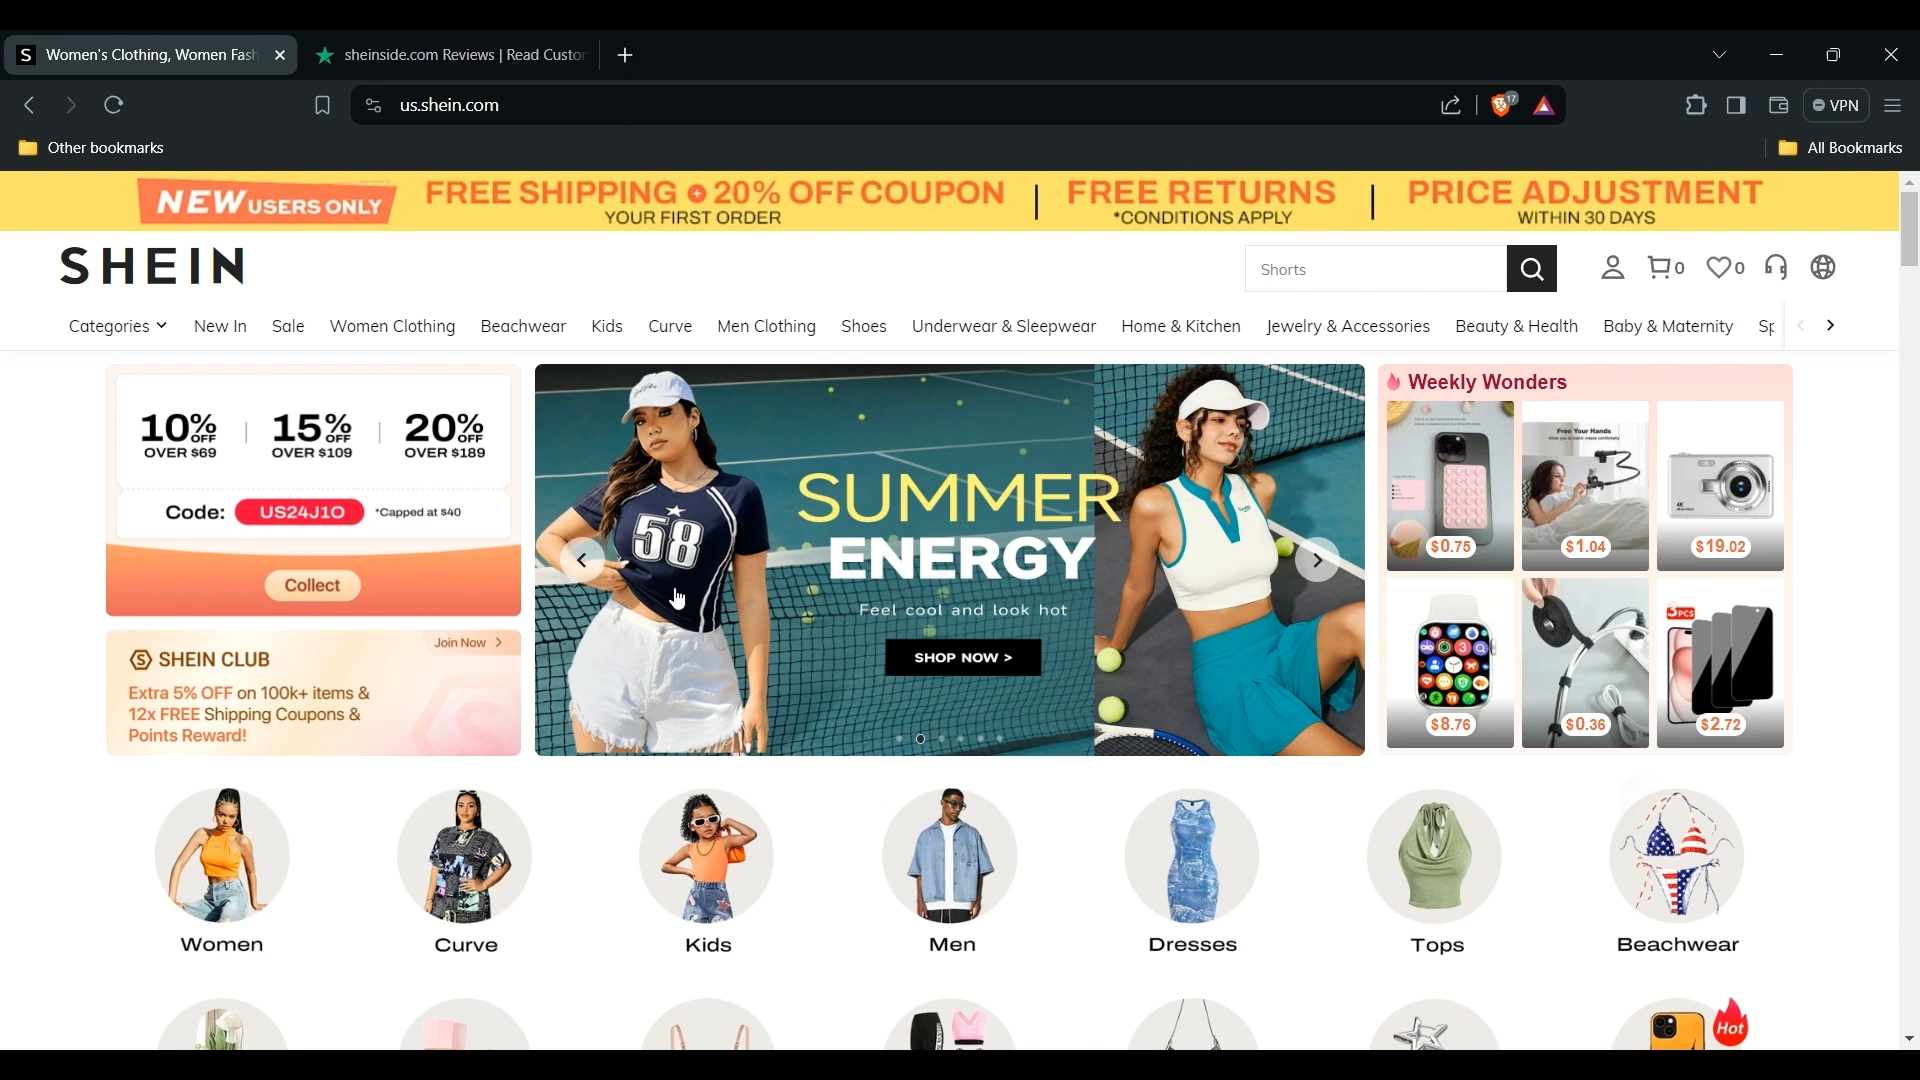 Women's Clothing, Women Fash
sheinside.com Reviews | Read Custor
us.shein.com
17
VPN
Other bookmarks
All Bookmarks
NEW USERS ONLY
FREE SHIPPING + 20% OFF COUPON
YOUR FIRST ORDER
FREE RETURNS
*CONDITIONS APPLY
PRICE ADJUSTMENT
WITHIN 30 DAYS
SHEIN
Shorts
0
0
Categories New In Sale Women Clothing Beachwear Kids Curve Men Clothing Shoes Underwear & Sleepwear Home & Kitchen Jewelry & Accessories Beauty & Health Baby & Maternity Sp
10% OFF
OVER $69
15% OFF
OVER $109
20% OFF
OVER $189
Code: US24J1O *Capped at $40
Collect
Join Now >
SHEIN CLUB
Extra 5% OFF on 100k+ items &
12x FREE Shipping Coupons &
Points Reward!
58
SUMMER
ENERGY
Feel cool and look hot
SHOP NOW >
Weekly Wonders
Free Your Hands
$0.75
$1.04
4K
$19.02
$8.76
$0.36
3PCS
$2.72
Women
Curve
Kids
Men
Dresses
Tops
Beachwear
Hot